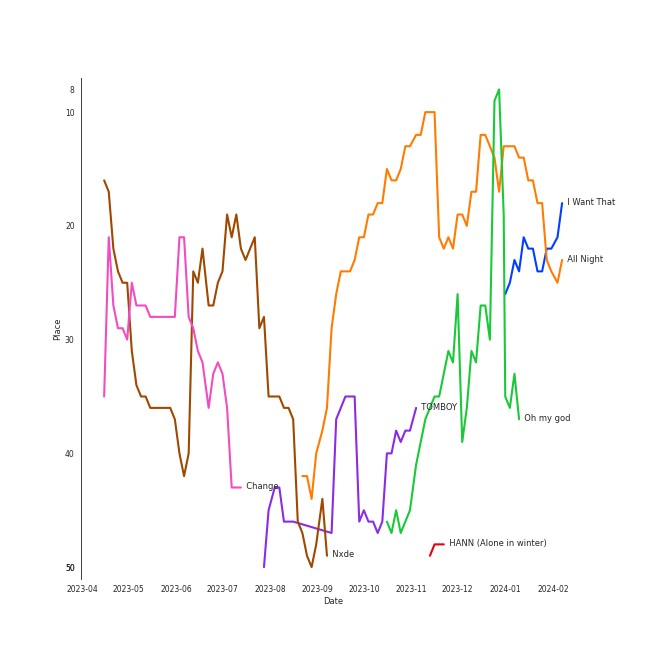 8
10
20
30
40
50
Place
I Want That
All Night
TOMBOY
Oh my god
Change
HANN (Alone in winter)
Nxde
2023-04 2023-05 2023-06 2023-07 2023-08 2023-09 2023-10 2023-11 2023-12 2024-01 2024-02
Date